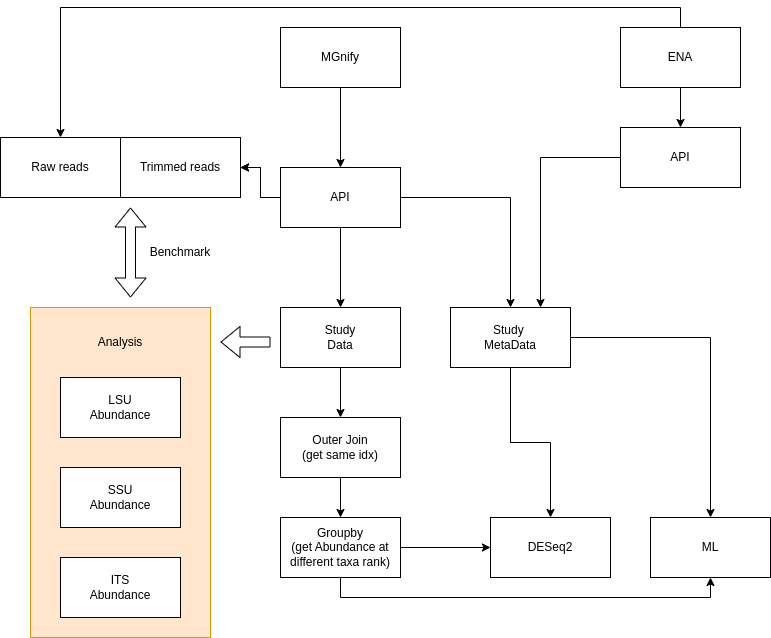 MGnify
ENA
API
Raw reads
Trimmed reads
API
Benchmark
Study
Data
Study
MetaData
Analysis
LSU
Abundance
Outer Join
(get same idx)
SSU
Abundance
Groupby
(get Abundance at
different taxa rank)
DESeq2
ML
ITS
Abundance